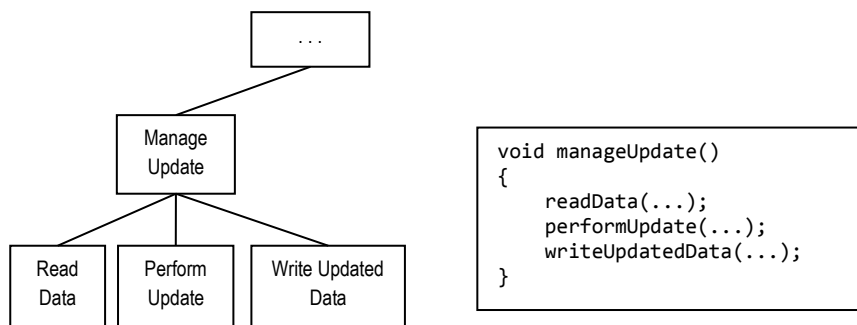 . . .
Manage
Update
Read
Data
Perform
Update
Write Updated
Data
void manageUpdate()
{
    readData(...);
    performUpdate(...);
    writeUpdatedData(...);
}